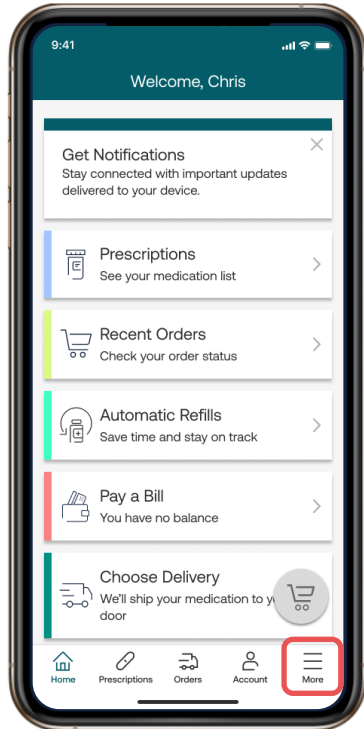 9:41
Welcome, Chris
Get Notifications
Stay connected with important updates
delivered to your device.
Prescriptions
See your medication list
Recent Orders
Check your order status
Automatic Refills
Save time and stay on track
Pay a Bill
You have no balance
Choose Delivery
We'll ship your medication to
door
Home
Prescriptions
Orders
Account
More